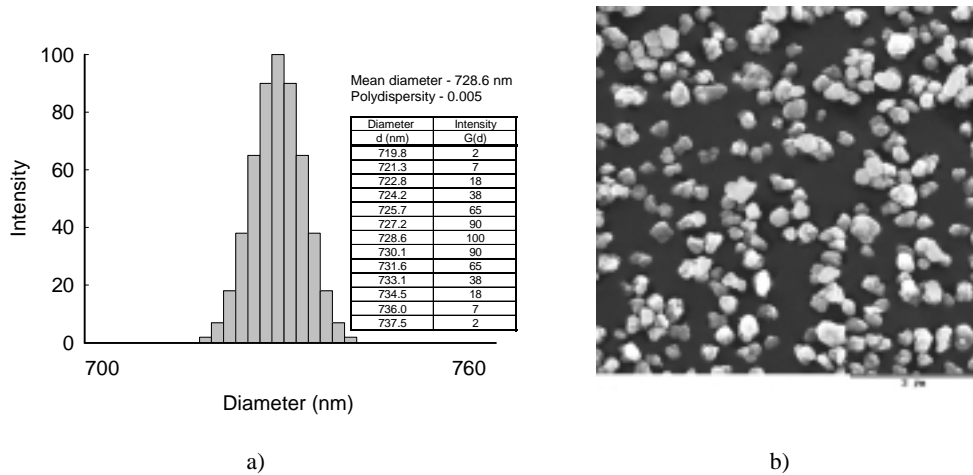 100
80
60
40
20
0
Intensity
700 760
Diameter (nm)
Mean diameter - 728.6 nm
Polydispersity - 0.005
Diameter Intensity
d (nm) G(d)
719.8 2
721.3 7
722.8 18
724.2 38
725.7 65
727.2 90
728.6 100
730.1 90
731.6 65
733.1 38
734.5 18
736.0 7
737.5 2
a) b)